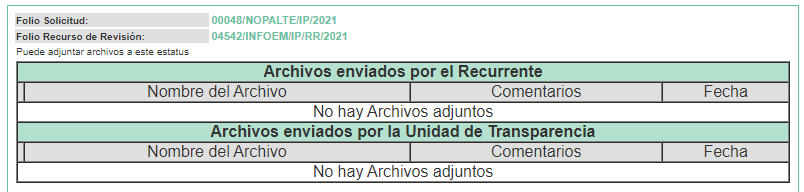 Folio Solicitud: 00048/NOPALTE/IP/2021
Folio Recurso de Revisión: 04542/INFOEM/IP/RR/2021
Puede adjuntar archivos a este estatus
Archivos enviados por el Recurrente
Nombre del Archivo Comentarios Fecha
No hay Archivos adjuntos
Archivos enviados por la Unidad de Transparencia
Nombre del Archivo Comentarios Fecha
No hay Archivos adjuntos